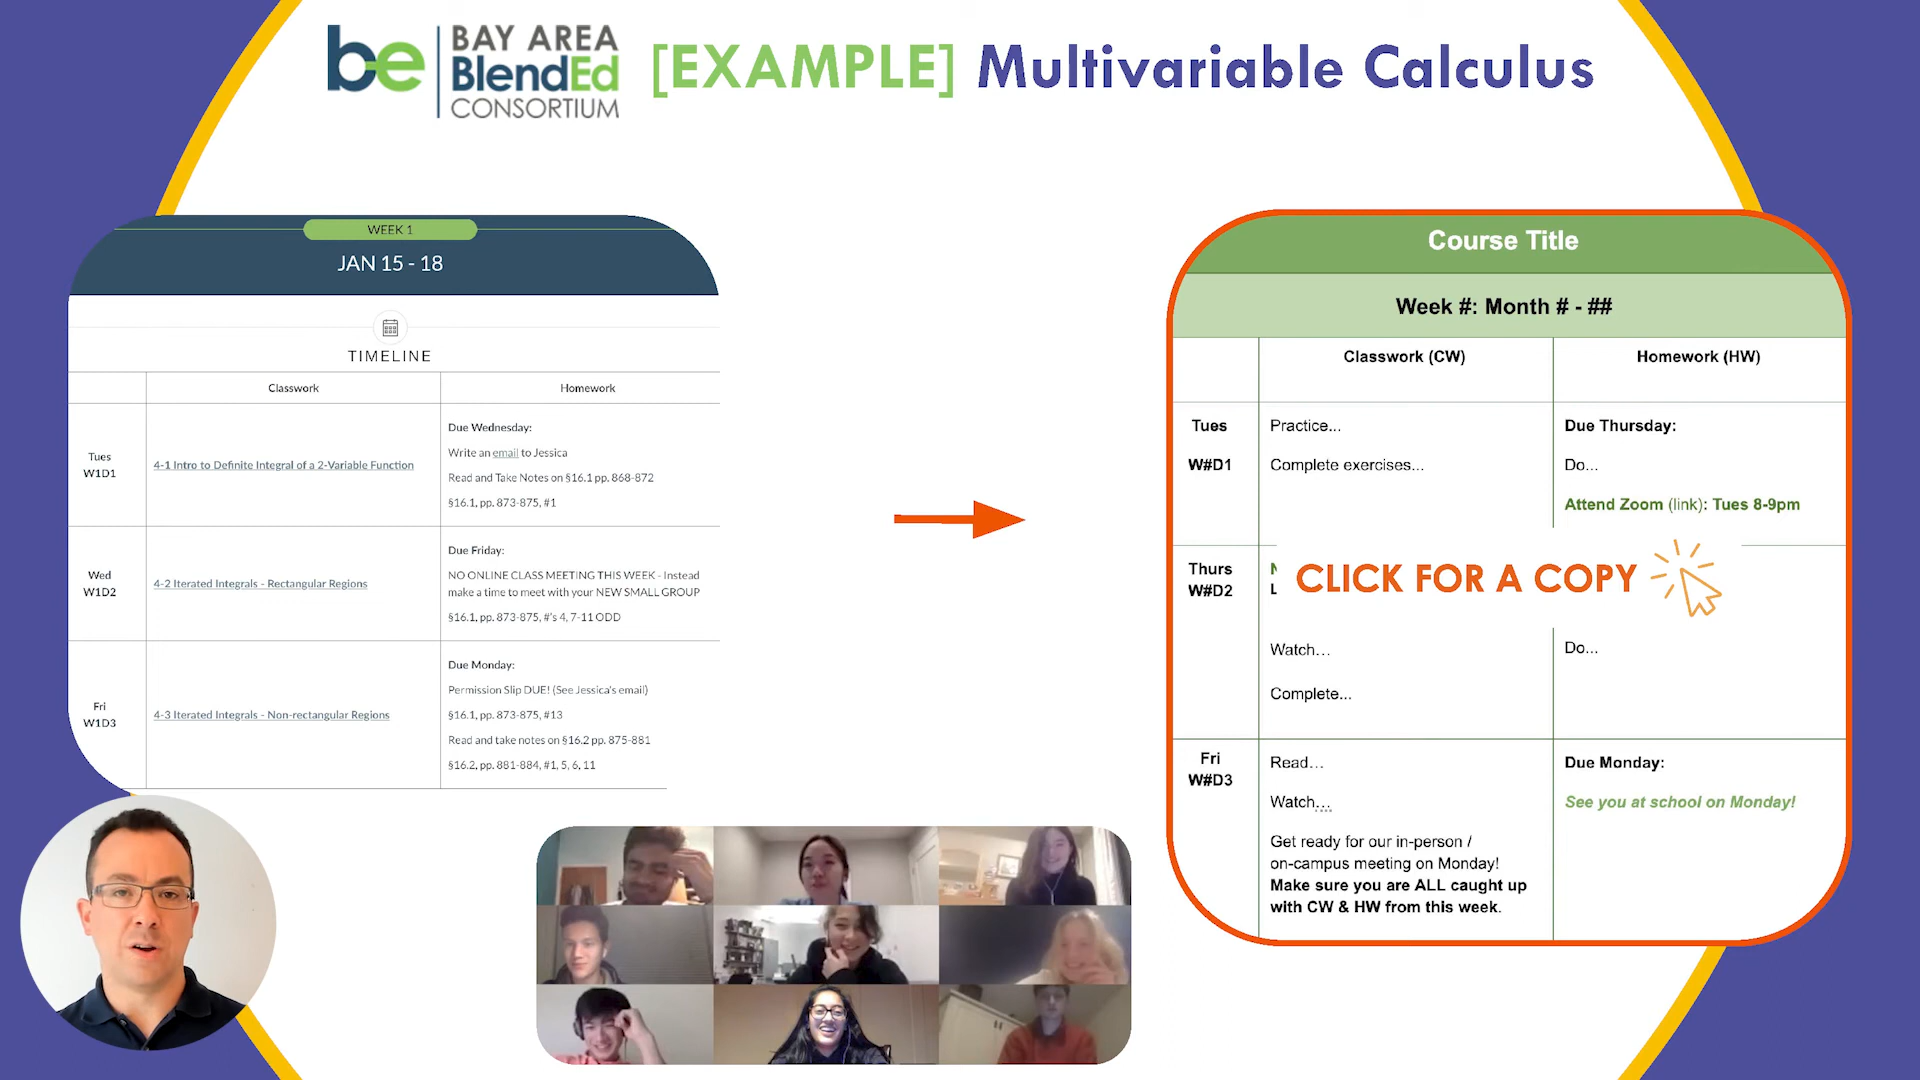 be BAY AREA
BlendEd
CONSORTIUM
[EXAMPLE] Multivariable Calculus
WEEK 1
JAN 15 - 18
TIMELINE
Classwork
Homework
Tues
W1D1
4-1 Intro to Definite Integral of a 2-Variable Function
Due Wednesday:
Write an email to Jessica
Read and Take Notes on §16.1 pp. 868-872
§16.1, pp. 873-875, #1
Wed
W1D2
4-2 Iterated Integrals - Rectangular Regions
Due Friday:
NO ONLINE CLASS MEETING THIS WEEK - Instead
make a time to meet with your NEW SMALL GROUP
§16.1, pp. 873-875, #'s 4, 7-11 ODD
Fri
W1D3
4-3 Iterated Integrals - Non-rectangular Regions
Due Monday:
Permission Slip DUE! (See Jessica's email)
§16.1, pp. 873-875, #13
Read and take notes on §16.2 pp. 875-881
§16.2, pp. 881-884, #1, 5, 6, 11
Course Title
Week #: Month # - ##
Classwork (CW)
Homework (HW)
Tues
W#D1
Practice...
Complete exercises...
Due Thursday:
Do...
Attend Zoom (link): Tues 8-9pm
Thurs
W#D2
CLICK FOR A COPY
Watch...
Complete...
Do...
Fri
W#D3
Read...
Watch...
Get ready for our in-person /
on-campus meeting on Monday!
Make sure you are ALL caught up
with CW & HW from this week.
Due Monday:
See you at school on Monday!